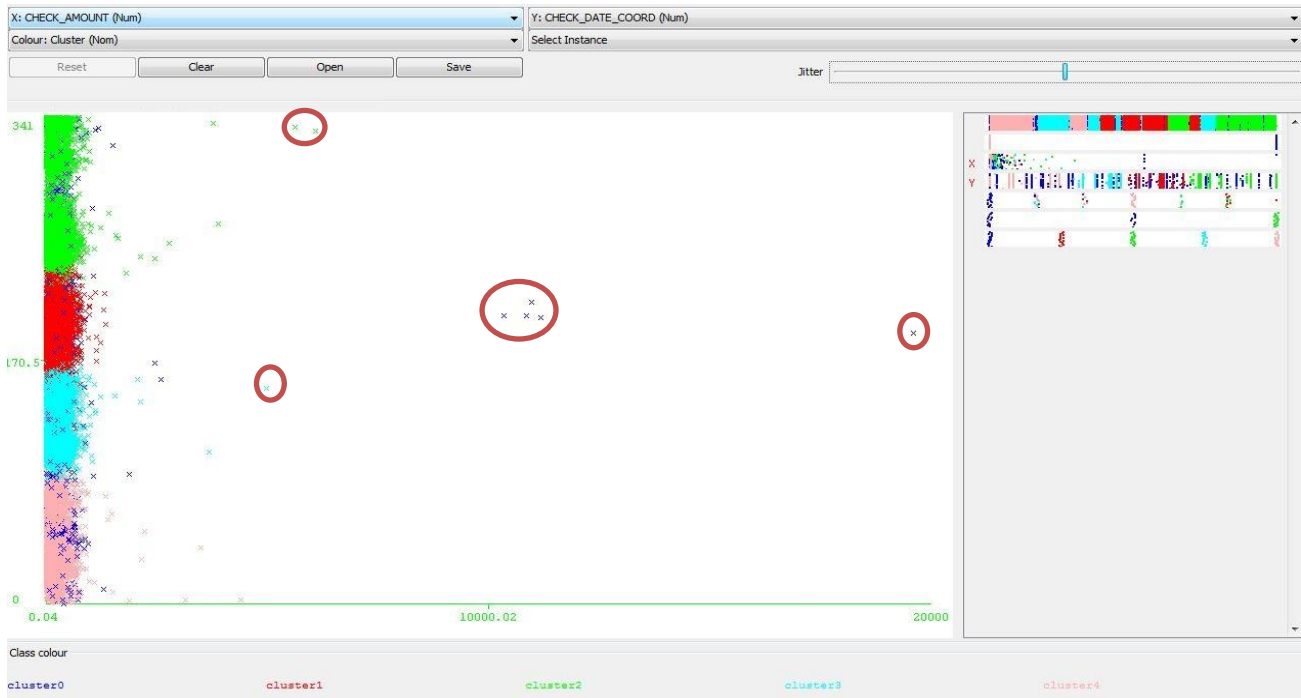 X: CHECK_AMOUNT (Num)
Y: CHECK_DATE_COORD (Num)
Colour: Cluster (Nom)
Select Instance
Reset
Clear
Open
Save
Jitter
341
170.5
0
0.04
10000.02
20000
X
Y
Class colour
cluster0
cluster1
cluster2
cluster3
cluster4